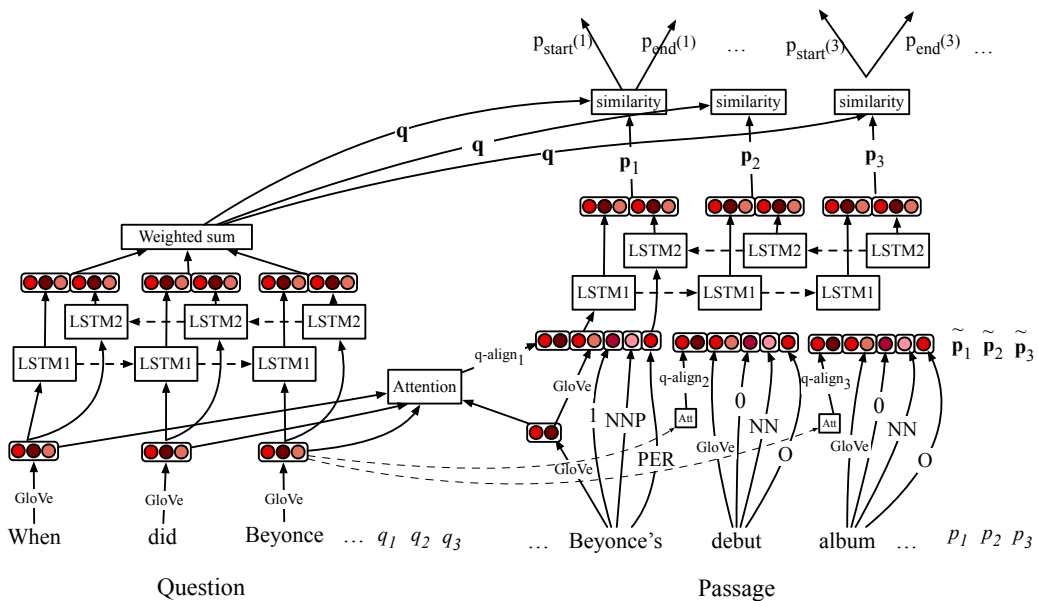 p_start(1) p_end(1) … p_start(3) p_end(3) …
similarity similarity similarity
q q q
p_1 p_2 p_3
Weighted sum
LSTM2 LSTM2 LSTM2
LSTM1 LSTM1 LSTM1
LSTM2 LSTM2 LSTM2
LSTM1 LSTM1 LSTM1
q-align_1 p̃_1 p̃_2 p̃_3
Attention GloVe q-align_2 q-align_3
1 NNP 0 0
Att Att
GloVe PER GloVe NN O GloVe NN O
GloVe GloVe GloVe
When did Beyonce … q_1 q_2 q_3 … Beyonce's debut album … p_1 p_2 p_3
Question Passage